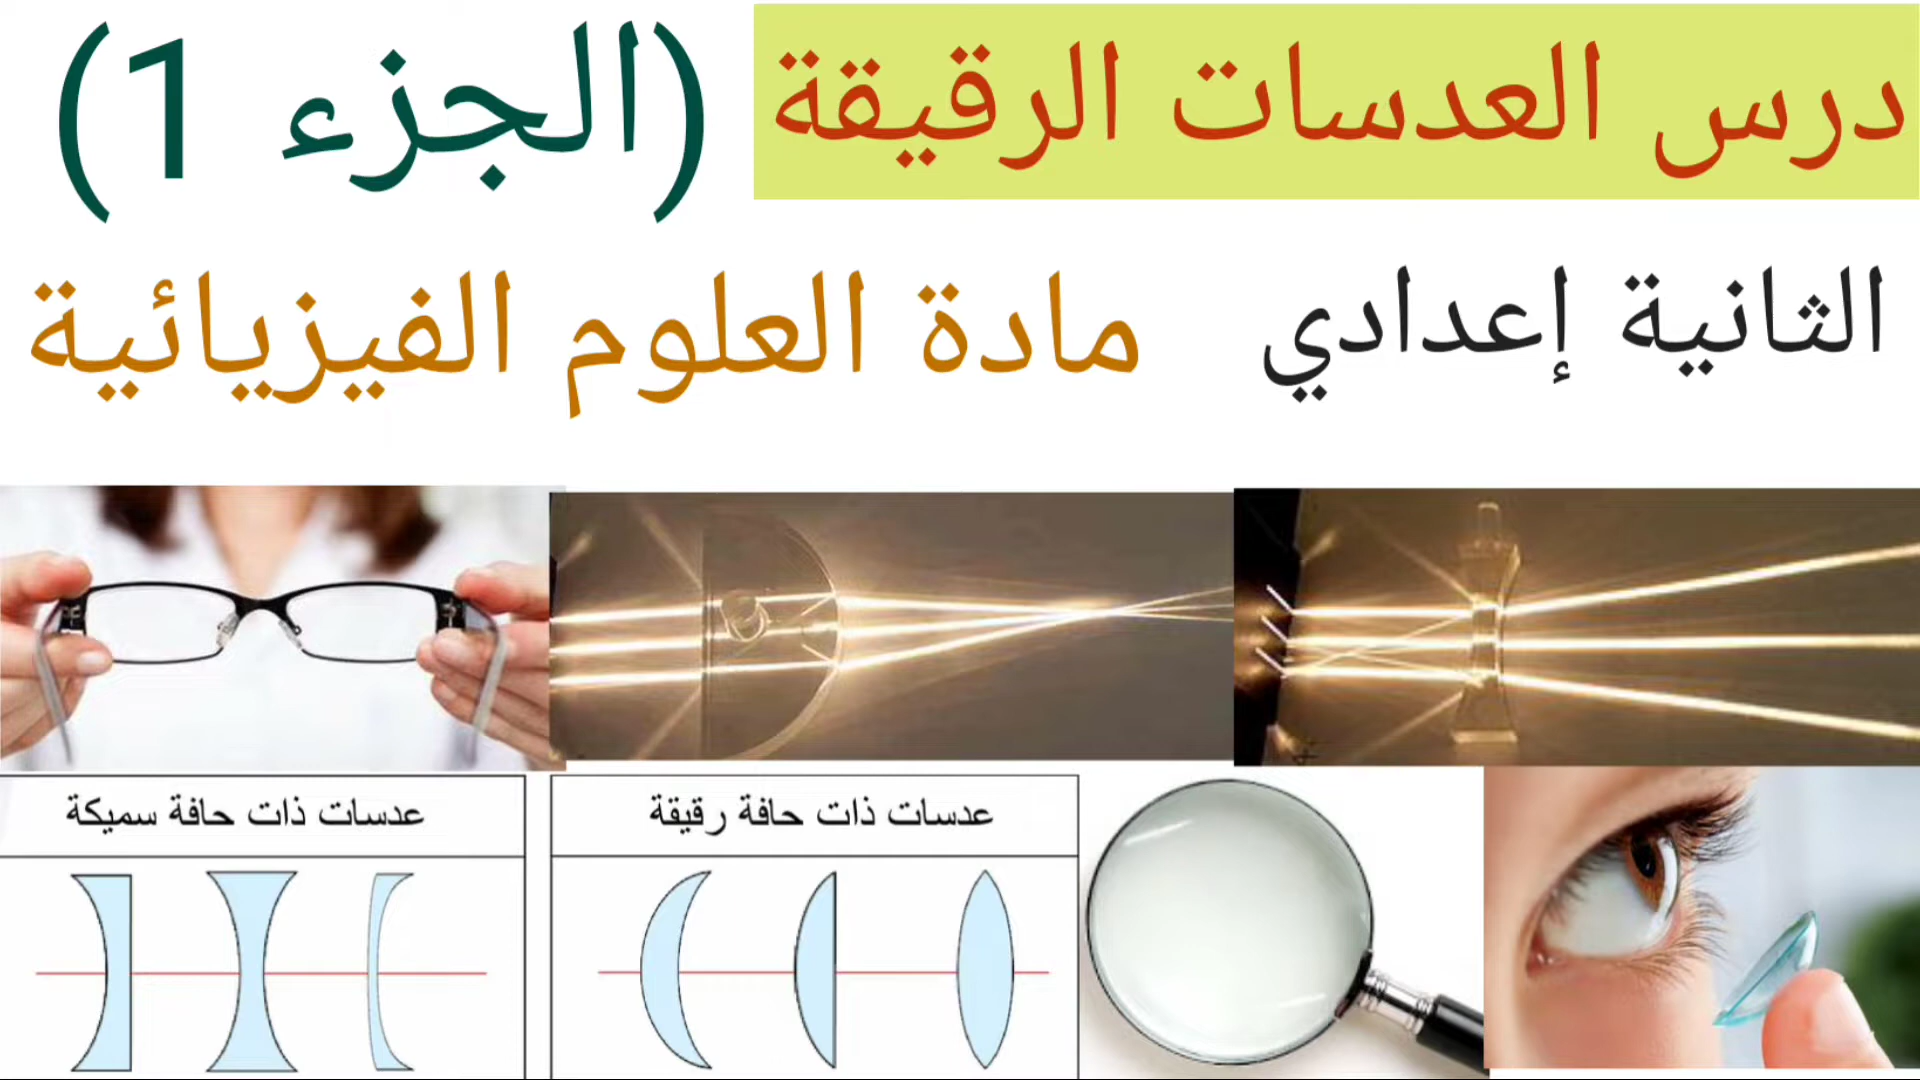 درس العدسات الرقيقة (الجزء 1)
الثانية إعدادي مادة العلوم الفيزيائية
عدسات ذات حافة رقيقة
عدسات ذات حافة سميكة